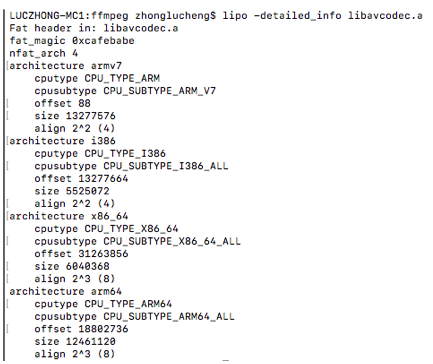 LUCZHONG-MC1:ffmpeg zhonglucheng$ lipo -detailed_info libavcodec.a
Fat header in: libavcodec.a
fat_magic 0xcafebabe
nfat_arch 4
architecture armv7
    cputype CPU_TYPE_ARM
    cpusubtype CPU_SUBTYPE_ARM_V7
    offset 88
    size 13277576
    align 2^2 (4)
architecture i386
    cputype CPU_TYPE_I386
    cpusubtype CPU_SUBTYPE_I386_ALL
    offset 13277664
    size 5525072
    align 2^2 (4)
architecture x86_64
    cputype CPU_TYPE_X86_64
    cpusubtype CPU_SUBTYPE_X86_64_ALL
    offset 31263856
    size 6040368
    align 2^3 (8)
architecture arm64
    cputype CPU_TYPE_ARM64
    cpusubtype CPU_SUBTYPE_ARM64_ALL
    offset 18802736
    size 12461120
    align 2^3 (8)